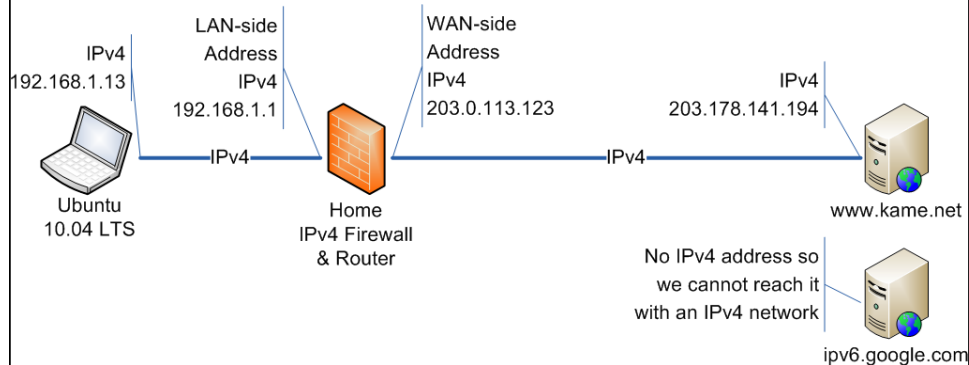 IPv4
192.168.1.13
LAN-side
Address
IPv4
192.168.1.1
WAN-side
Address
IPv4
203.0.113.123
IPv4
203.178.141.194
IPv4
IPv4
Ubuntu
10.04 LTS
Home
IPv4 Firewall
& Router
www.kame.net
No IPv4 address so
we cannot reach it
with an IPv4 network
ipv6.google.com